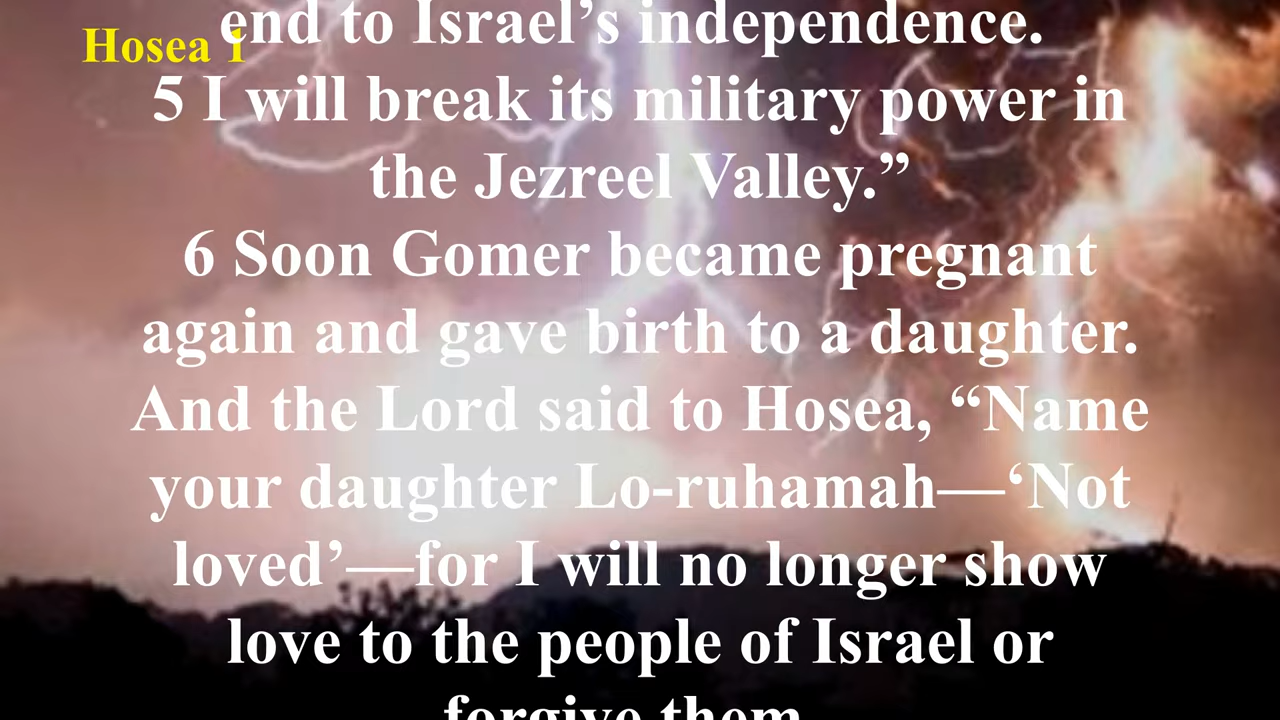 end to Israel’s independence.
Hosea 1
5 I will break its military power in
the Jezreel Valley.”
6 Soon Gomer became pregnant
again and gave birth to a daughter.
And the Lord said to Hosea, “Name
your daughter Lo-ruhamah—‘Not
loved’—for I will no longer show
love to the people of Israel or
forgive them.